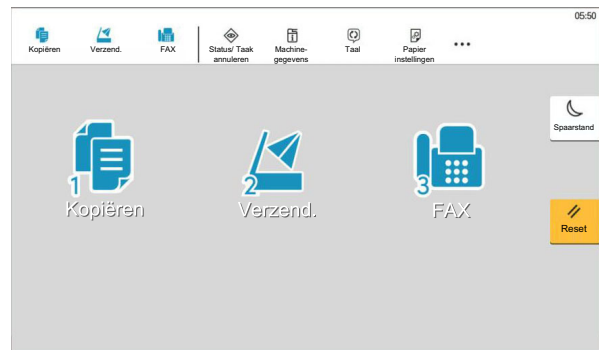 05:50
Kopiëren Verzend. FAX Status/ Taak annuleren Machine-gegevens Taal Papier instellingen
Spaarstand
1 2 3
Kopiëren Verzend. FAX
Reset